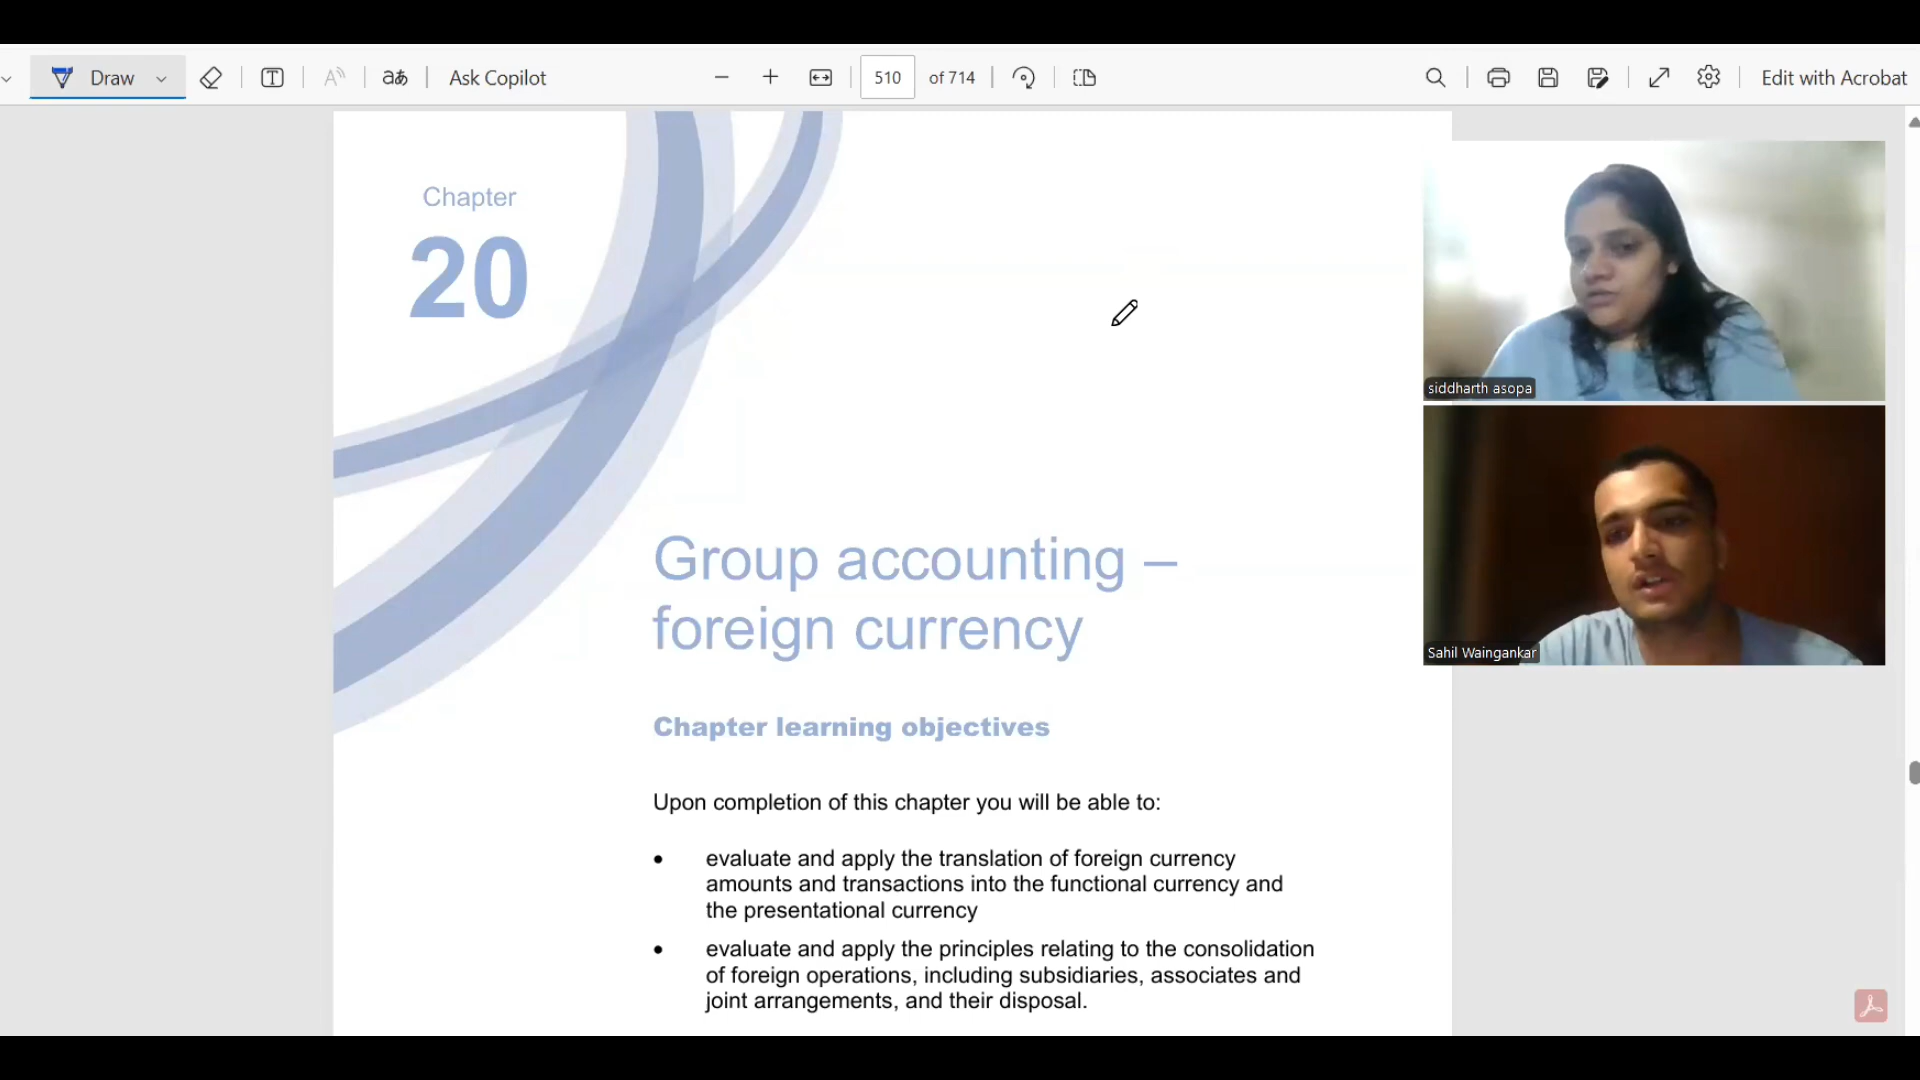 Draw
aあ
Ask Copilot
510 of 714
Edit with Acrobat
Chapter
20
siddharth asopa
Group accounting –
foreign currency
Sahil Waingankar
Chapter learning objectives
Upon completion of this chapter you will be able to:
• evaluate and apply the translation of foreign currency
amounts and transactions into the functional currency and
the presentational currency
• evaluate and apply the principles relating to the consolidation
of foreign operations, including subsidiaries, associates and
joint arrangements, and their disposal.